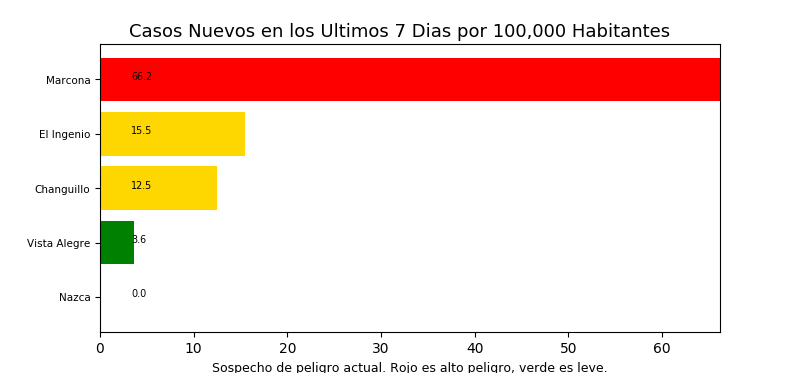 Casos Nuevos en los Ultimos 7 Dias por 100,000 Habitantes
Marcona 66.2
El Ingenio 15.5
Changuillo 12.5
Vista Alegre 3.6
Nazca 0.0
0 10 20 30 40 50 60
Sospecho de peligro actual. Rojo es alto peligro, verde es leve.